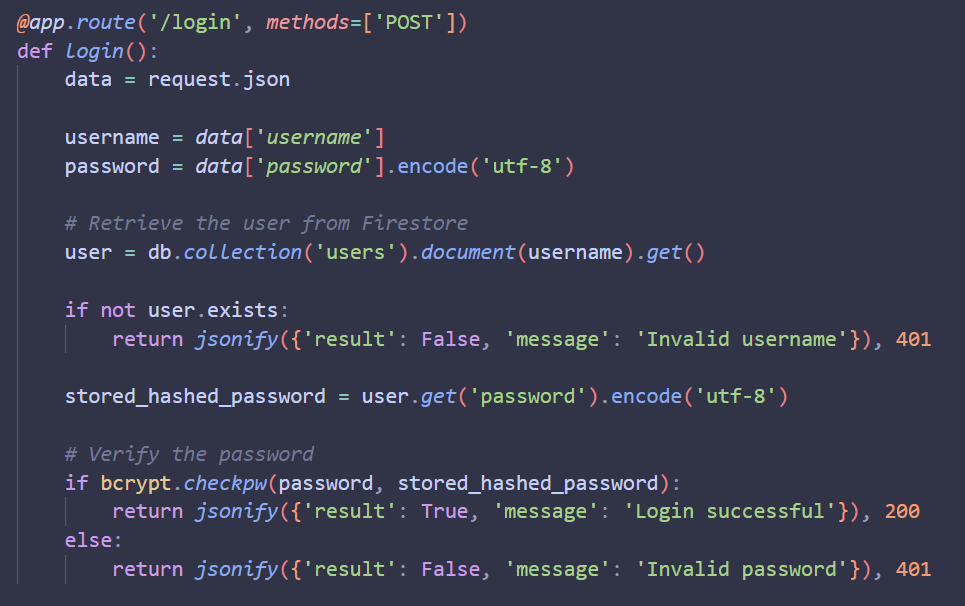 @app.route('/login', methods=['POST'])
def login():
    data = request.json

    username = data['username']
    password = data['password'].encode('utf-8')

    # Retrieve the user from Firestore
    user = db.collection('users').document(username).get()

    if not user.exists:
        return jsonify({'result': False, 'message': 'Invalid username'}), 401

    stored_hashed_password = user.get('password').encode('utf-8')

    # Verify the password
    if bcrypt.checkpw(password, stored_hashed_password):
        return jsonify({'result': True, 'message': 'Login successful'}), 200
    else:
        return jsonify({'result': False, 'message': 'Invalid password'}), 401